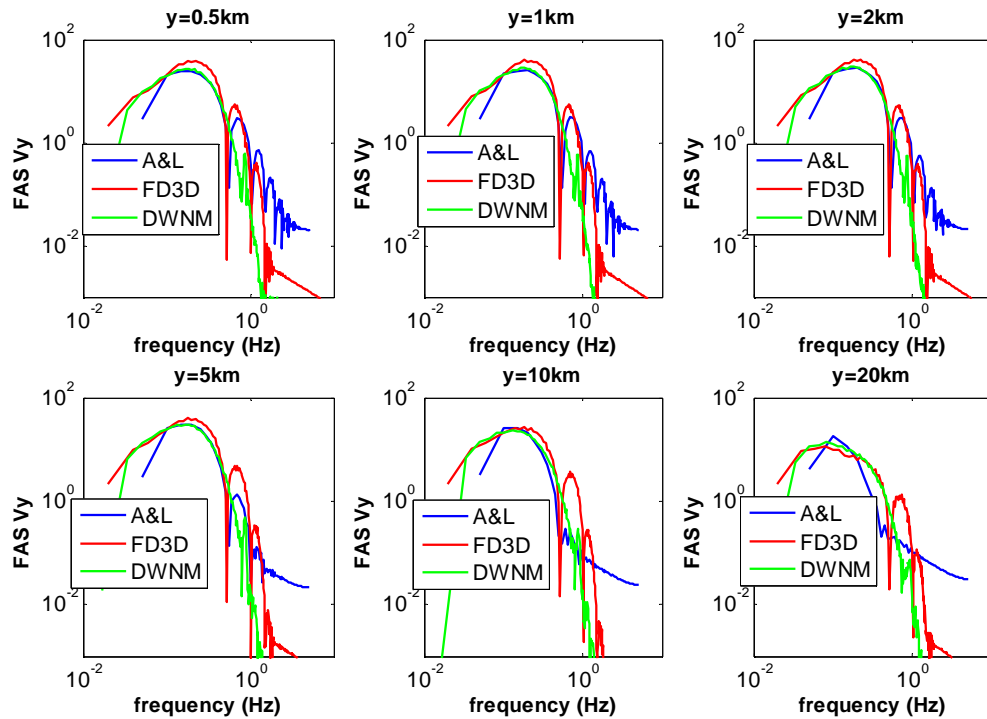 y=0.5km
y=1km
y=2km
10^2
10^2
10^2
FAS Vy
10^0
FAS Vy
10^0
FAS Vy
10^0
A&L
FD3D
DWNM
A&L
FD3D
DWNM
A&L
FD3D
DWNM
10^-2
10^-2
10^-2
10^-2
10^0
10^-2
10^0
10^-2
10^0
frequency (Hz)
frequency (Hz)
frequency (Hz)
y=5km
y=10km
y=20km
10^2
10^2
10^2
FAS Vy
10^0
FAS Vy
10^0
FAS Vy
10^0
A&L
FD3D
DWNM
A&L
FD3D
DWNM
A&L
FD3D
DWNM
10^-2
10^-2
10^-2
10^-2
10^0
10^-2
10^0
10^-2
10^0
frequency (Hz)
frequency (Hz)
frequency (Hz)